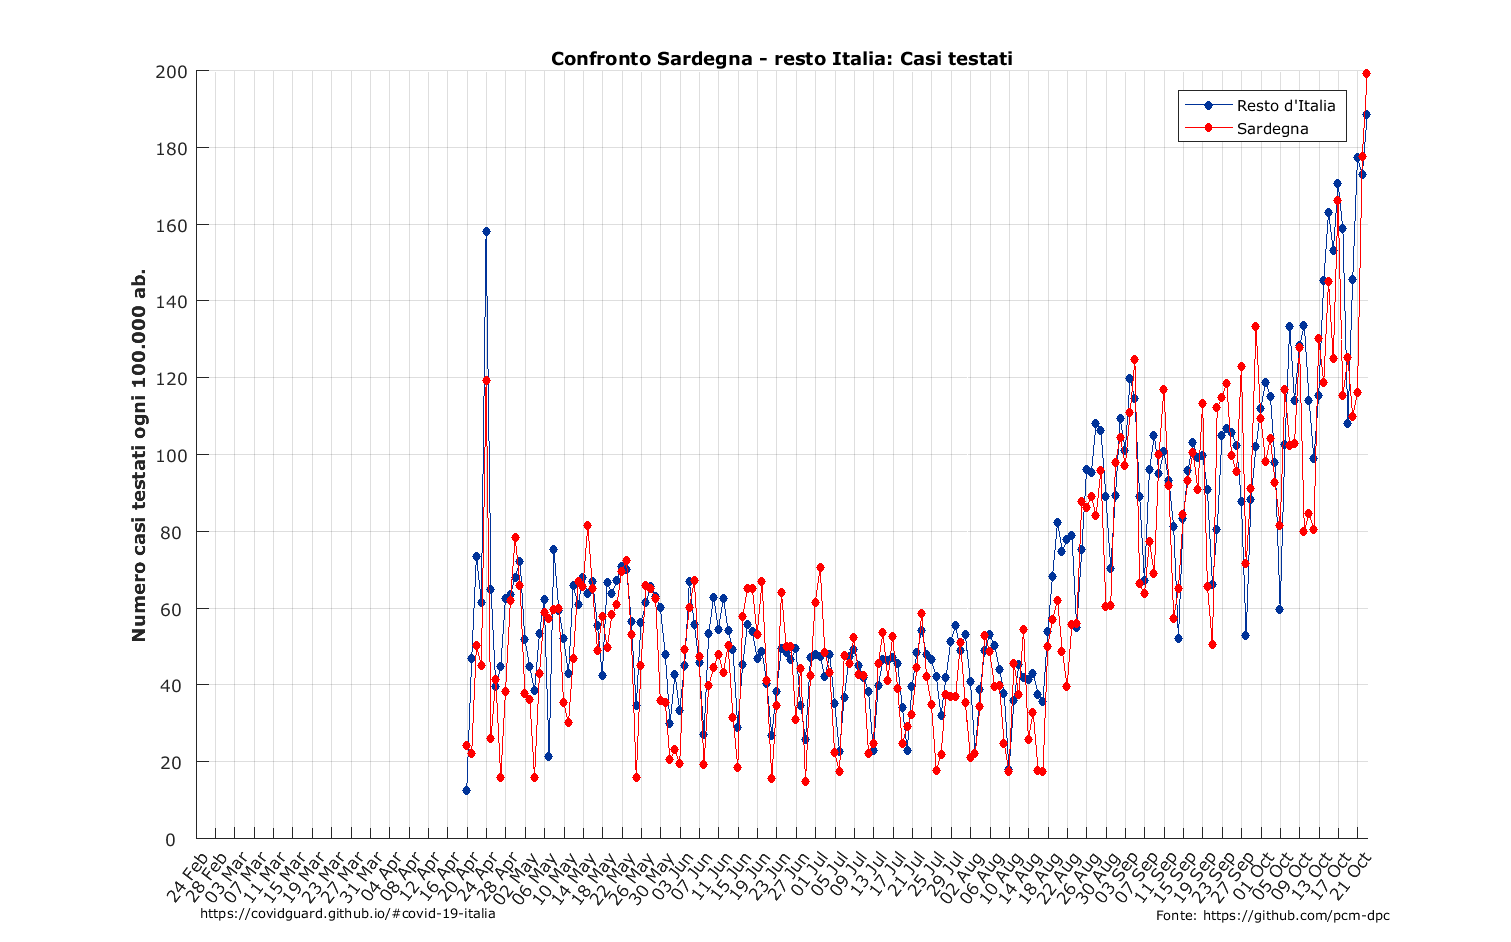 Confronto Sardegna - resto Italia: Casi testati
Resto d'Italia
Sardegna
Numero casi testati ogni 100.000 ab.
200
180
160
140
120
100
80
60
40
20
0
24 Feb
28 Feb
03 Mar
07 Mar
11 Mar
15 Mar
19 Mar
23 Mar
27 Mar
31 Mar
04 Apr
08 Apr
12 Apr
16 Apr
20 Apr
24 Apr
28 Apr
02 May
06 May
10 May
14 May
18 May
22 May
26 May
30 May
03 Jun
07 Jun
11 Jun
15 Jun
19 Jun
23 Jun
27 Jun
01 Jul
05 Jul
09 Jul
13 Jul
17 Jul
21 Jul
25 Jul
29 Jul
02 Aug
06 Aug
10 Aug
14 Aug
18 Aug
22 Aug
26 Aug
30 Aug
03 Sep
07 Sep
11 Sep
15 Sep
19 Sep
23 Sep
27 Sep
01 Oct
05 Oct
09 Oct
13 Oct
17 Oct
21 Oct
https://covidguard.github.io/#covid-19-italia
Fonte: https://github.com/pcm-dpc